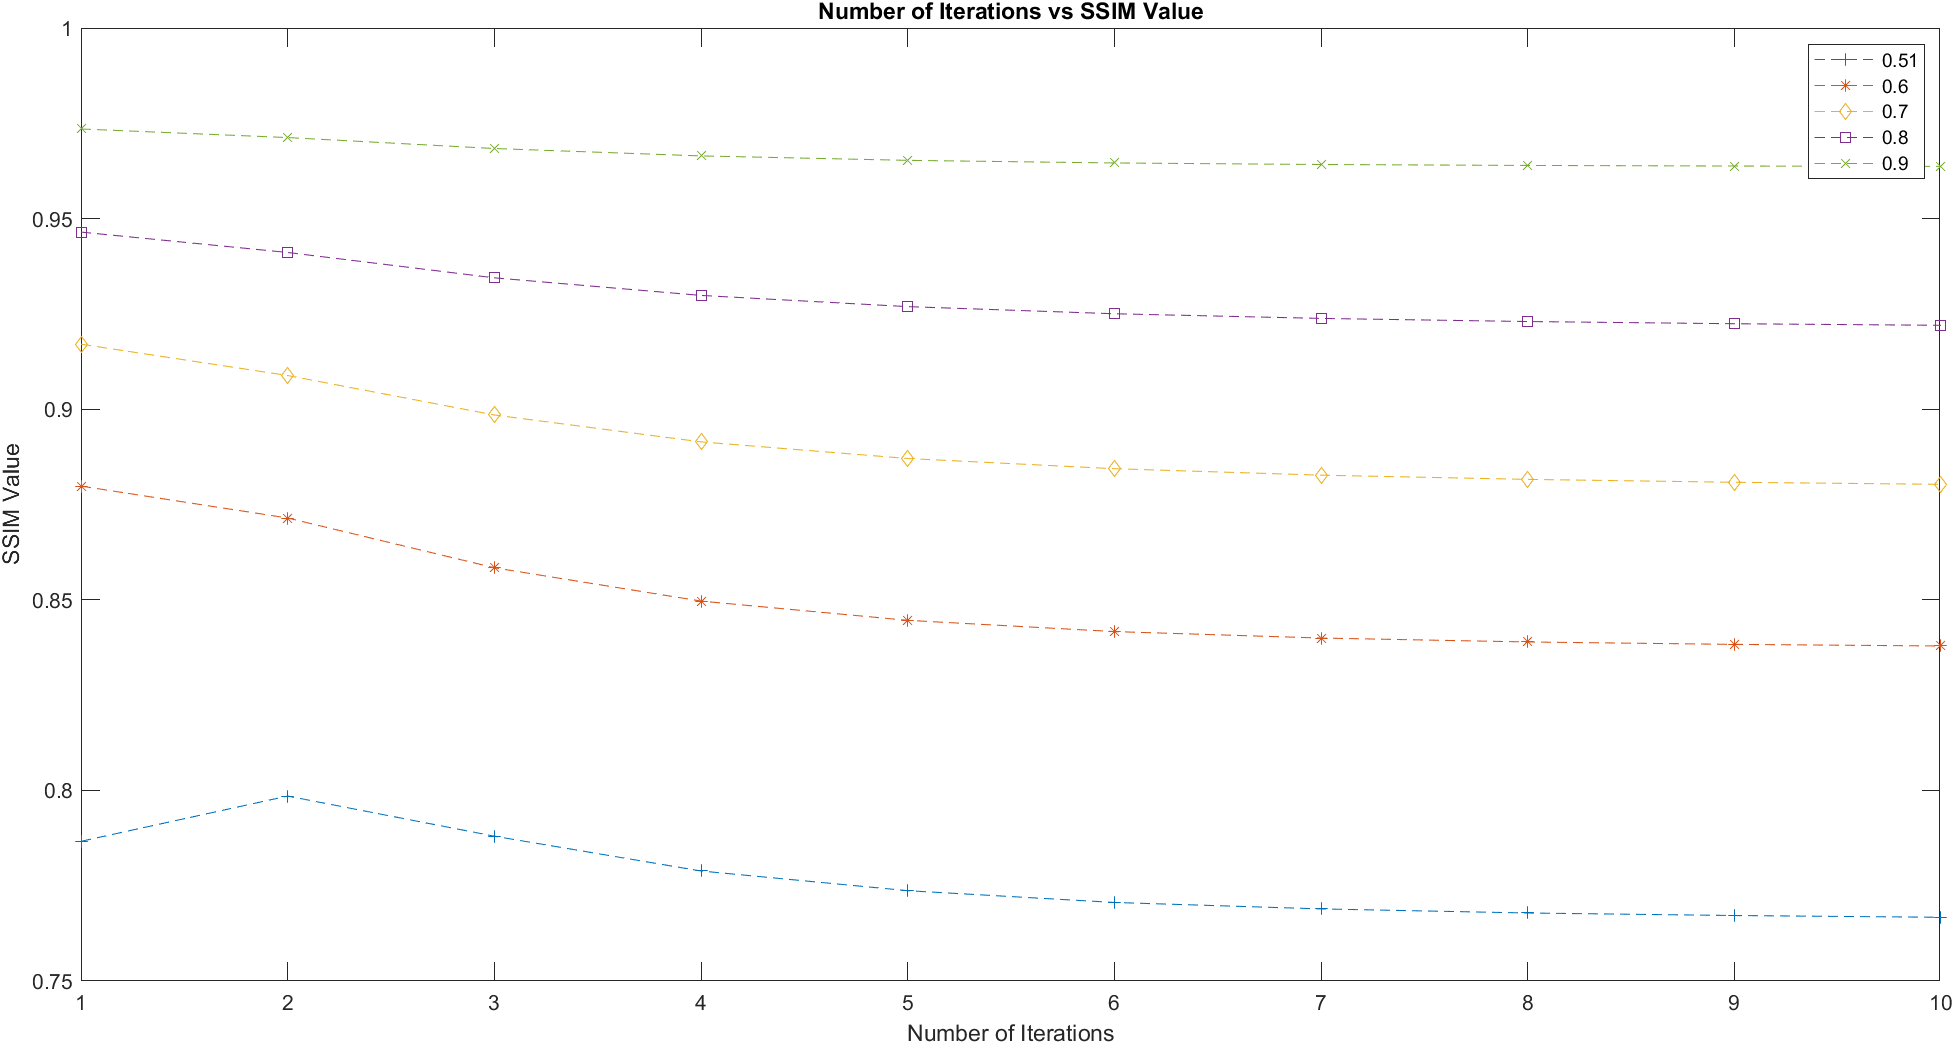 Number of Iterations vs SSIM Value
1
0.95
0.9
0.85
0.8
0.75
SSIM Value
0.51
0.6
0.7
0.8
0.9
1 2 3 4 5 6 7 8 9 10
Number of Iterations